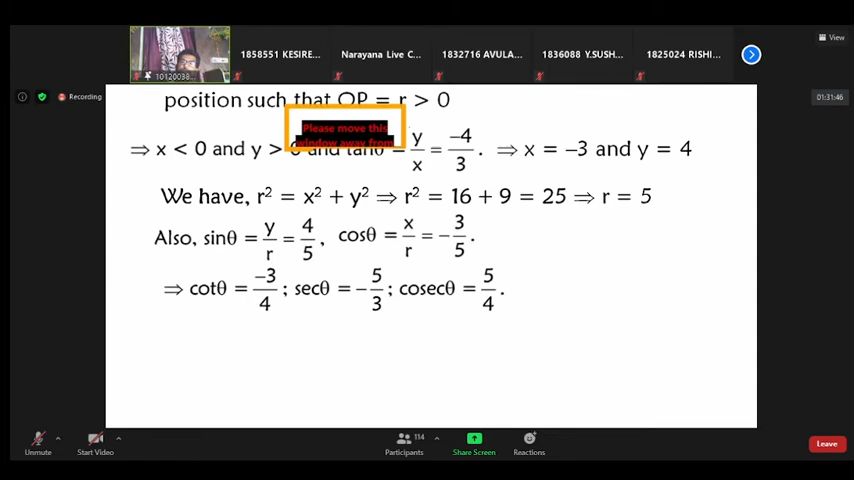 View
1858551 KESIRE... Narayana Live C... 1832716 AVULA... 1836088 Y.SUSH... 1825024 RISHI...
10120038...
Recording
01:31:46
position such that OP = r > 0
Please move this
window away from
⇒ x < 0 and y > 0 and tanθ = y/x = −4/3. ⇒ x = −3 and y = 4
We have, r² = x² + y² ⇒ r² = 16 + 9 = 25 ⇒ r = 5
Also, sinθ = y/r = 4/5, cosθ = x/r = −3/5.
⇒ cotθ = −3/4; secθ = −5/3; cosecθ = 5/4.
Unmute Start Video 114 Participants Share Screen Reactions Leave